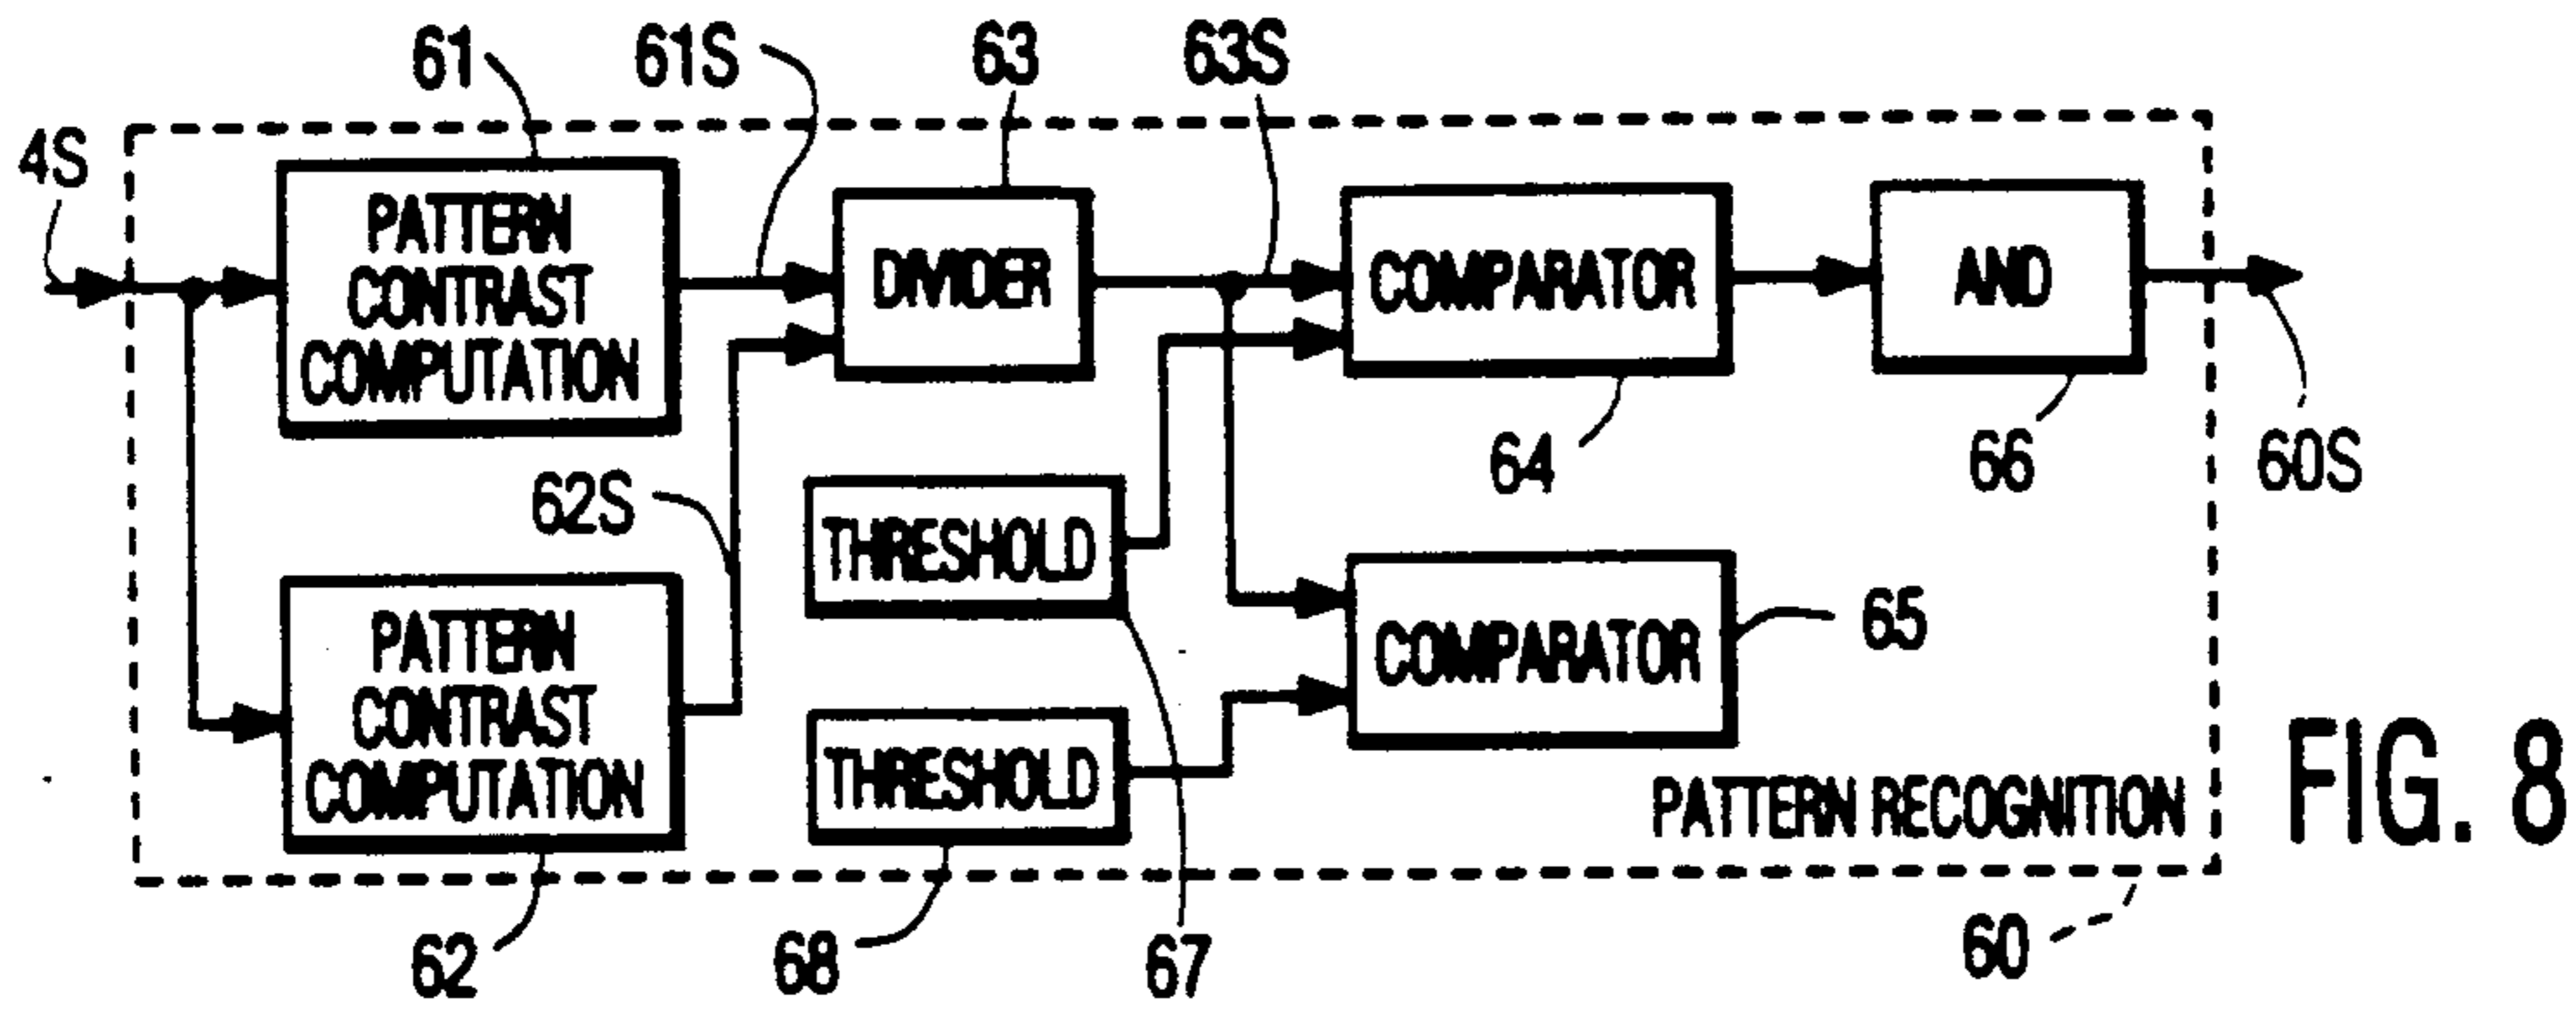 61
61S
63
63S
4S
PATTERN
CONTRAST
COMPUTATION
DIVIDER
COMPARATOR
AND
62S
THRESHOLD
64
66
60S
PATTERN
CONTRAST
COMPUTATION
THRESHOLD
COMPARATOR
65
PATTERN RECOGNITION
FIG. 8
62
68
67
60